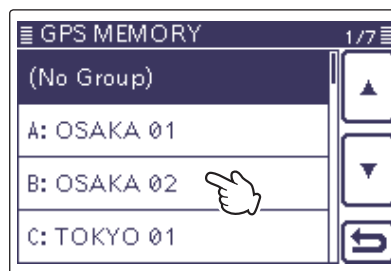 GPS MEMORY 1/7
(No Group)
A: OSAKA 01
B: OSAKA 02
C: TOKYO 01